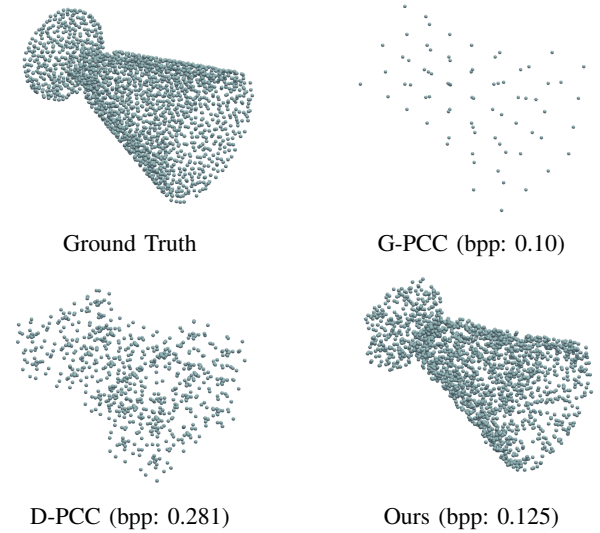 Ground Truth
G-PCC (bpp: 0.10)
D-PCC (bpp: 0.281)
Ours (bpp: 0.125)